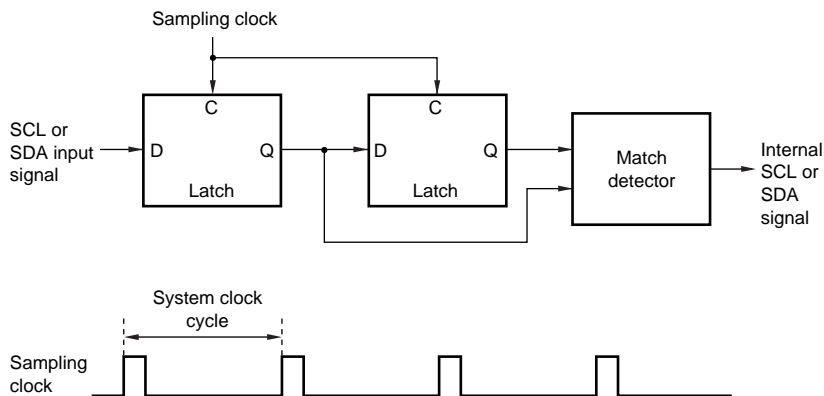 Sampling clock
SCL or
SDA input
signal
D
C
Q
Latch
D
C
Q
Latch
Match
detector
Internal
SCL or
SDA
signal
System clock
cycle
Sampling
clock